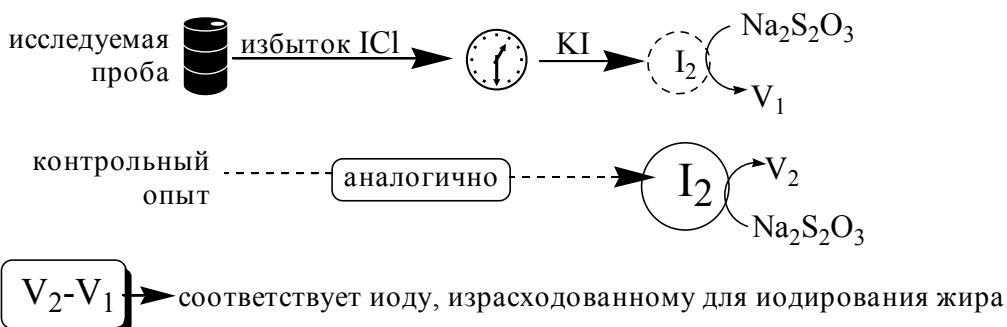 исследуемая проба избыток ICl KI I₂ Na₂S₂O₃
V₁
контрольный опыт аналогично I₂ V₂
Na₂S₂O₃
V₂-V₁ соответствует иоду, израсходованному для иодирования жира